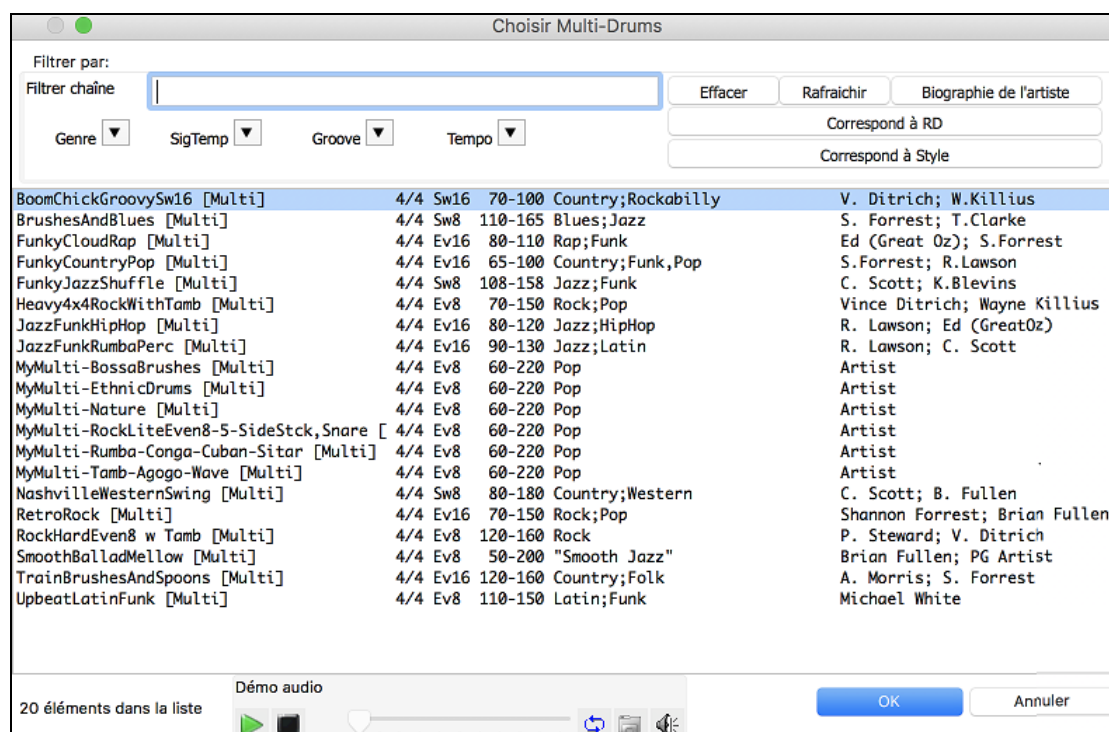 Choisir Multi-Drums
Filtrer par:
Filtrer chaîne
Effacer Rafraichir Biographie de l'artiste
Correspond à RD
Genre SigTemp Groove Tempo
Correspond à Style
BoomChickGroovySw16 [Multi] 4/4 Sw16 70-100 Country;Rockabilly V. Ditrich; W.Killius
BrushesAndBlues [Multi] 4/4 Sw8 110-165 Blues;Jazz S. Forrest; T.Clarke
FunkyCloudRap [Multi] 4/4 Ev16 80-110 Rap;Funk Ed (Great Oz); S.Forrest
FunkyCountryPop [Multi] 4/4 Ev16 65-100 Country;Funk,Pop S.Forrest; R.Lawson
FunkyJazzShuffle [Multi] 4/4 Sw8 108-158 Jazz;Funk C. Scott; K.Blevins
Heavy4x4RockWithTamb [Multi] 4/4 Ev8 70-150 Rock;Pop Vince Ditrich; Wayne Killius
JazzFunkHipHop [Multi] 4/4 Ev16 80-120 Jazz;HipHop R. Lawson; Ed (GreatOz)
JazzFunkRumbaPerc [Multi] 4/4 Ev16 90-130 Jazz;Latin R. Lawson; C. Scott
MyMulti-BossaBrushes [Multi] 4/4 Ev8 60-220 Pop Artist
MyMulti-EthnicDrums [Multi] 4/4 Ev8 60-220 Pop Artist
MyMulti-Nature [Multi] 4/4 Ev8 60-220 Pop Artist
MyMulti-RockLiteEven8-5-SideStck,Snare [ 4/4 Ev8 60-220 Pop Artist
MyMulti-Rumba-Conga-Cuban-Sitar [Multi] 4/4 Ev8 60-220 Pop Artist
MyMulti-Tamb-Agogo-Wave [Multi] 4/4 Ev8 60-220 Pop Artist
NashvilleWesternSwing [Multi] 4/4 Sw8 80-180 Country;Western C. Scott; B. Fullen
RetroRock [Multi] 4/4 Ev16 70-150 Rock;Pop Shannon Forrest; Brian Fullen
RockHardEven8 w Tamb [Multi] 4/4 Ev8 120-160 Rock P. Steward; V. Ditrich
SmoothBalladMellow [Multi] 4/4 Ev8 50-200 "Smooth Jazz" Brian Fullen; PG Artist
TrainBrushesAndSpoons [Multi] 4/4 Ev16 120-160 Country;Folk A. Morris; S. Forrest
UpbeatLatinFunk [Multi] 4/4 Ev8 110-150 Latin;Funk Michael White
Démo audio
20 éléments dans la liste
OK Annuler